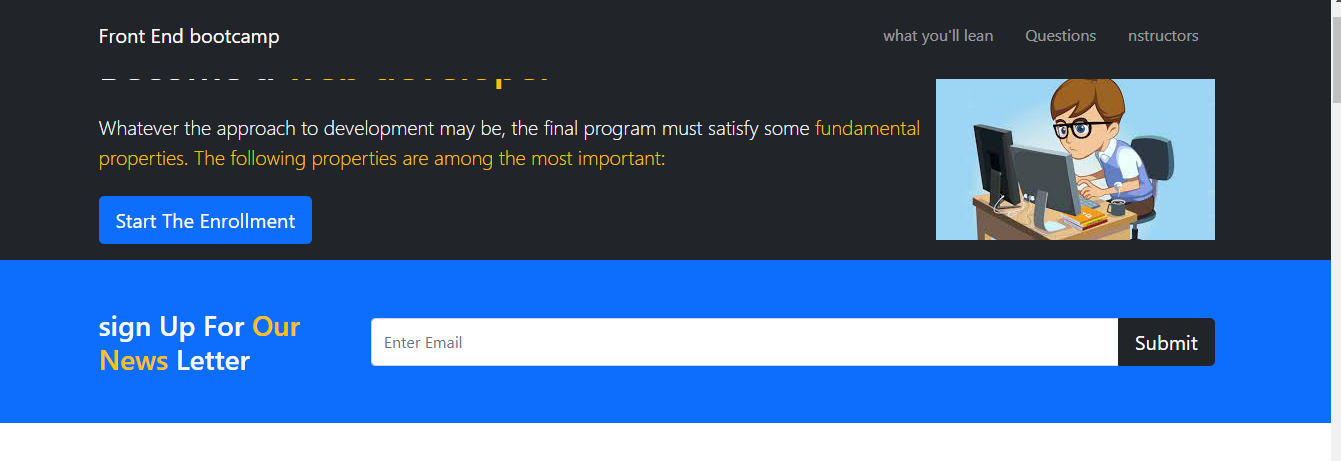 Front End bootcamp
what you'll lean Questions nstructors
Whatever the approach to development may be, the final program must satisfy some fundamental
properties. The following properties are among the most important:
Start The Enrollment
sign Up For Our
News Letter
Enter Email
Submit